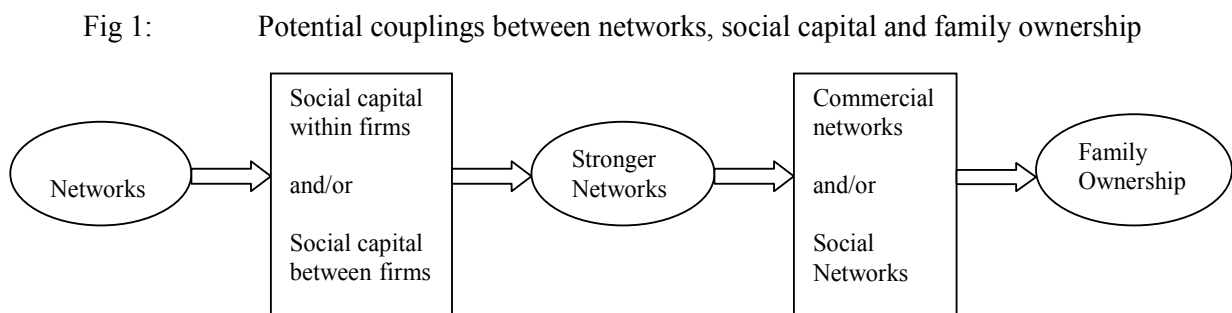 Fig 1: Potential couplings between networks, social capital and family ownership
Networks
Social capital
within firms
and/or
Social capital
between firms
Stronger
Networks
Commercial
networks
and/or
Social
Networks
Family
Ownership